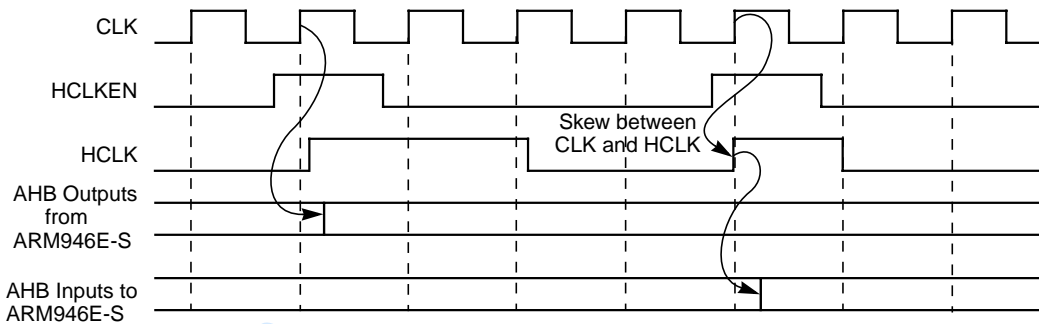 CLK
HCLKEN
Skew between
CLK and HCLK
HCLK
AHB Outputs
from
ARM946E-S
AHB Inputs to
ARM946E-S